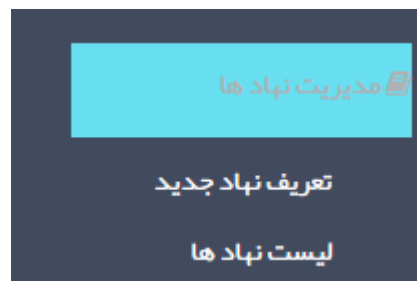 مدیریت نهاد ها
تعریف نهاد جدید
لیست نهاد ها